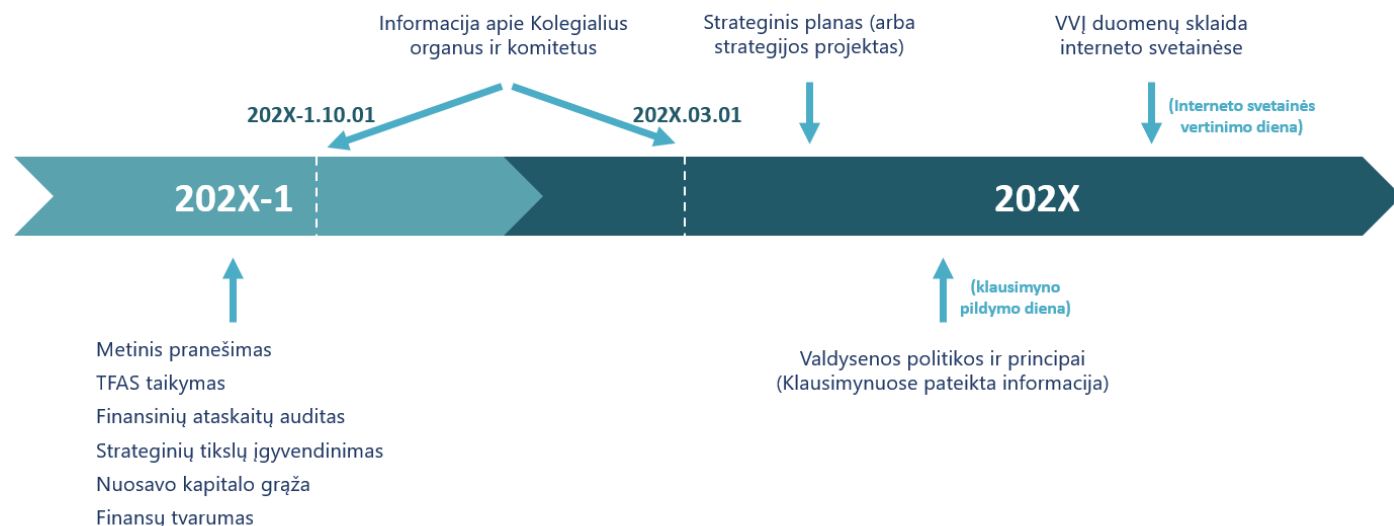 Informacija apie Kolegialius
organus ir komitetus
Strateginis planas (arba
strategijos projektas)
VVĮ duomenų sklaida
interneto svetainėse
202X-1.10.01
202X.03.01
(Interneto svetainės
vertinimo diena)
202X-1
202X
(klausimyno
pildymo diena)
Metinis pranešimas
TFAS taikymas
Finansinių ataskaitų auditas
Strateginių tikslų įgyvendinimas
Nuosavo kapitalo grąža
Finansų tvarumas
Valdysenos politikos ir principai
(Klausimynuose pateikta informacija)